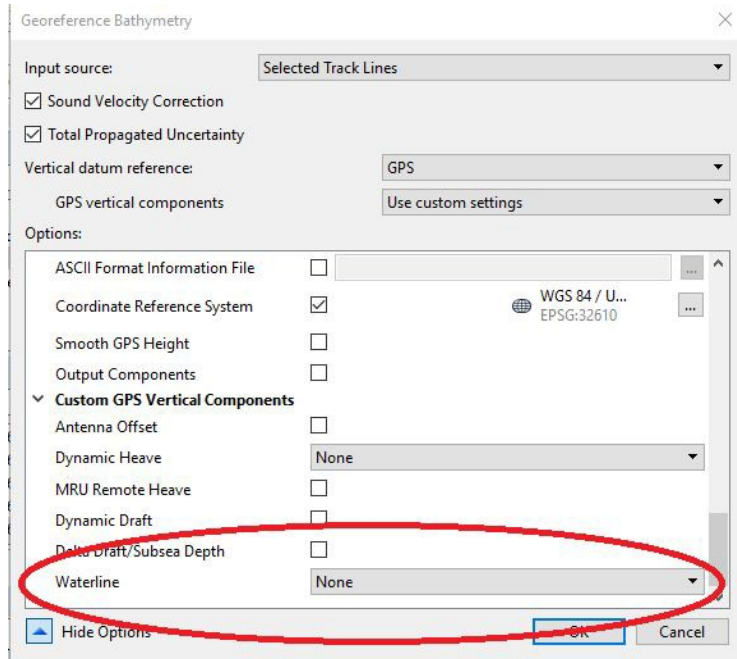 Georeference Bathymetry
Input source: Selected Track Lines
Sound Velocity Correction
Total Propagated Uncertainty
Vertical datum reference: GPS
GPS vertical components Use custom settings
Options:
ASCII Format Information File ...
Coordinate Reference System WGS 84 / U... ...
EPSG:32610
Smooth GPS Height
Output Components
Custom GPS Vertical Components
Antenna Offset
Dynamic Heave None
MRU Remote Heave
Dynamic Draft
Delta Draft/Subsea Depth
Waterline None
Hide Options OK Cancel